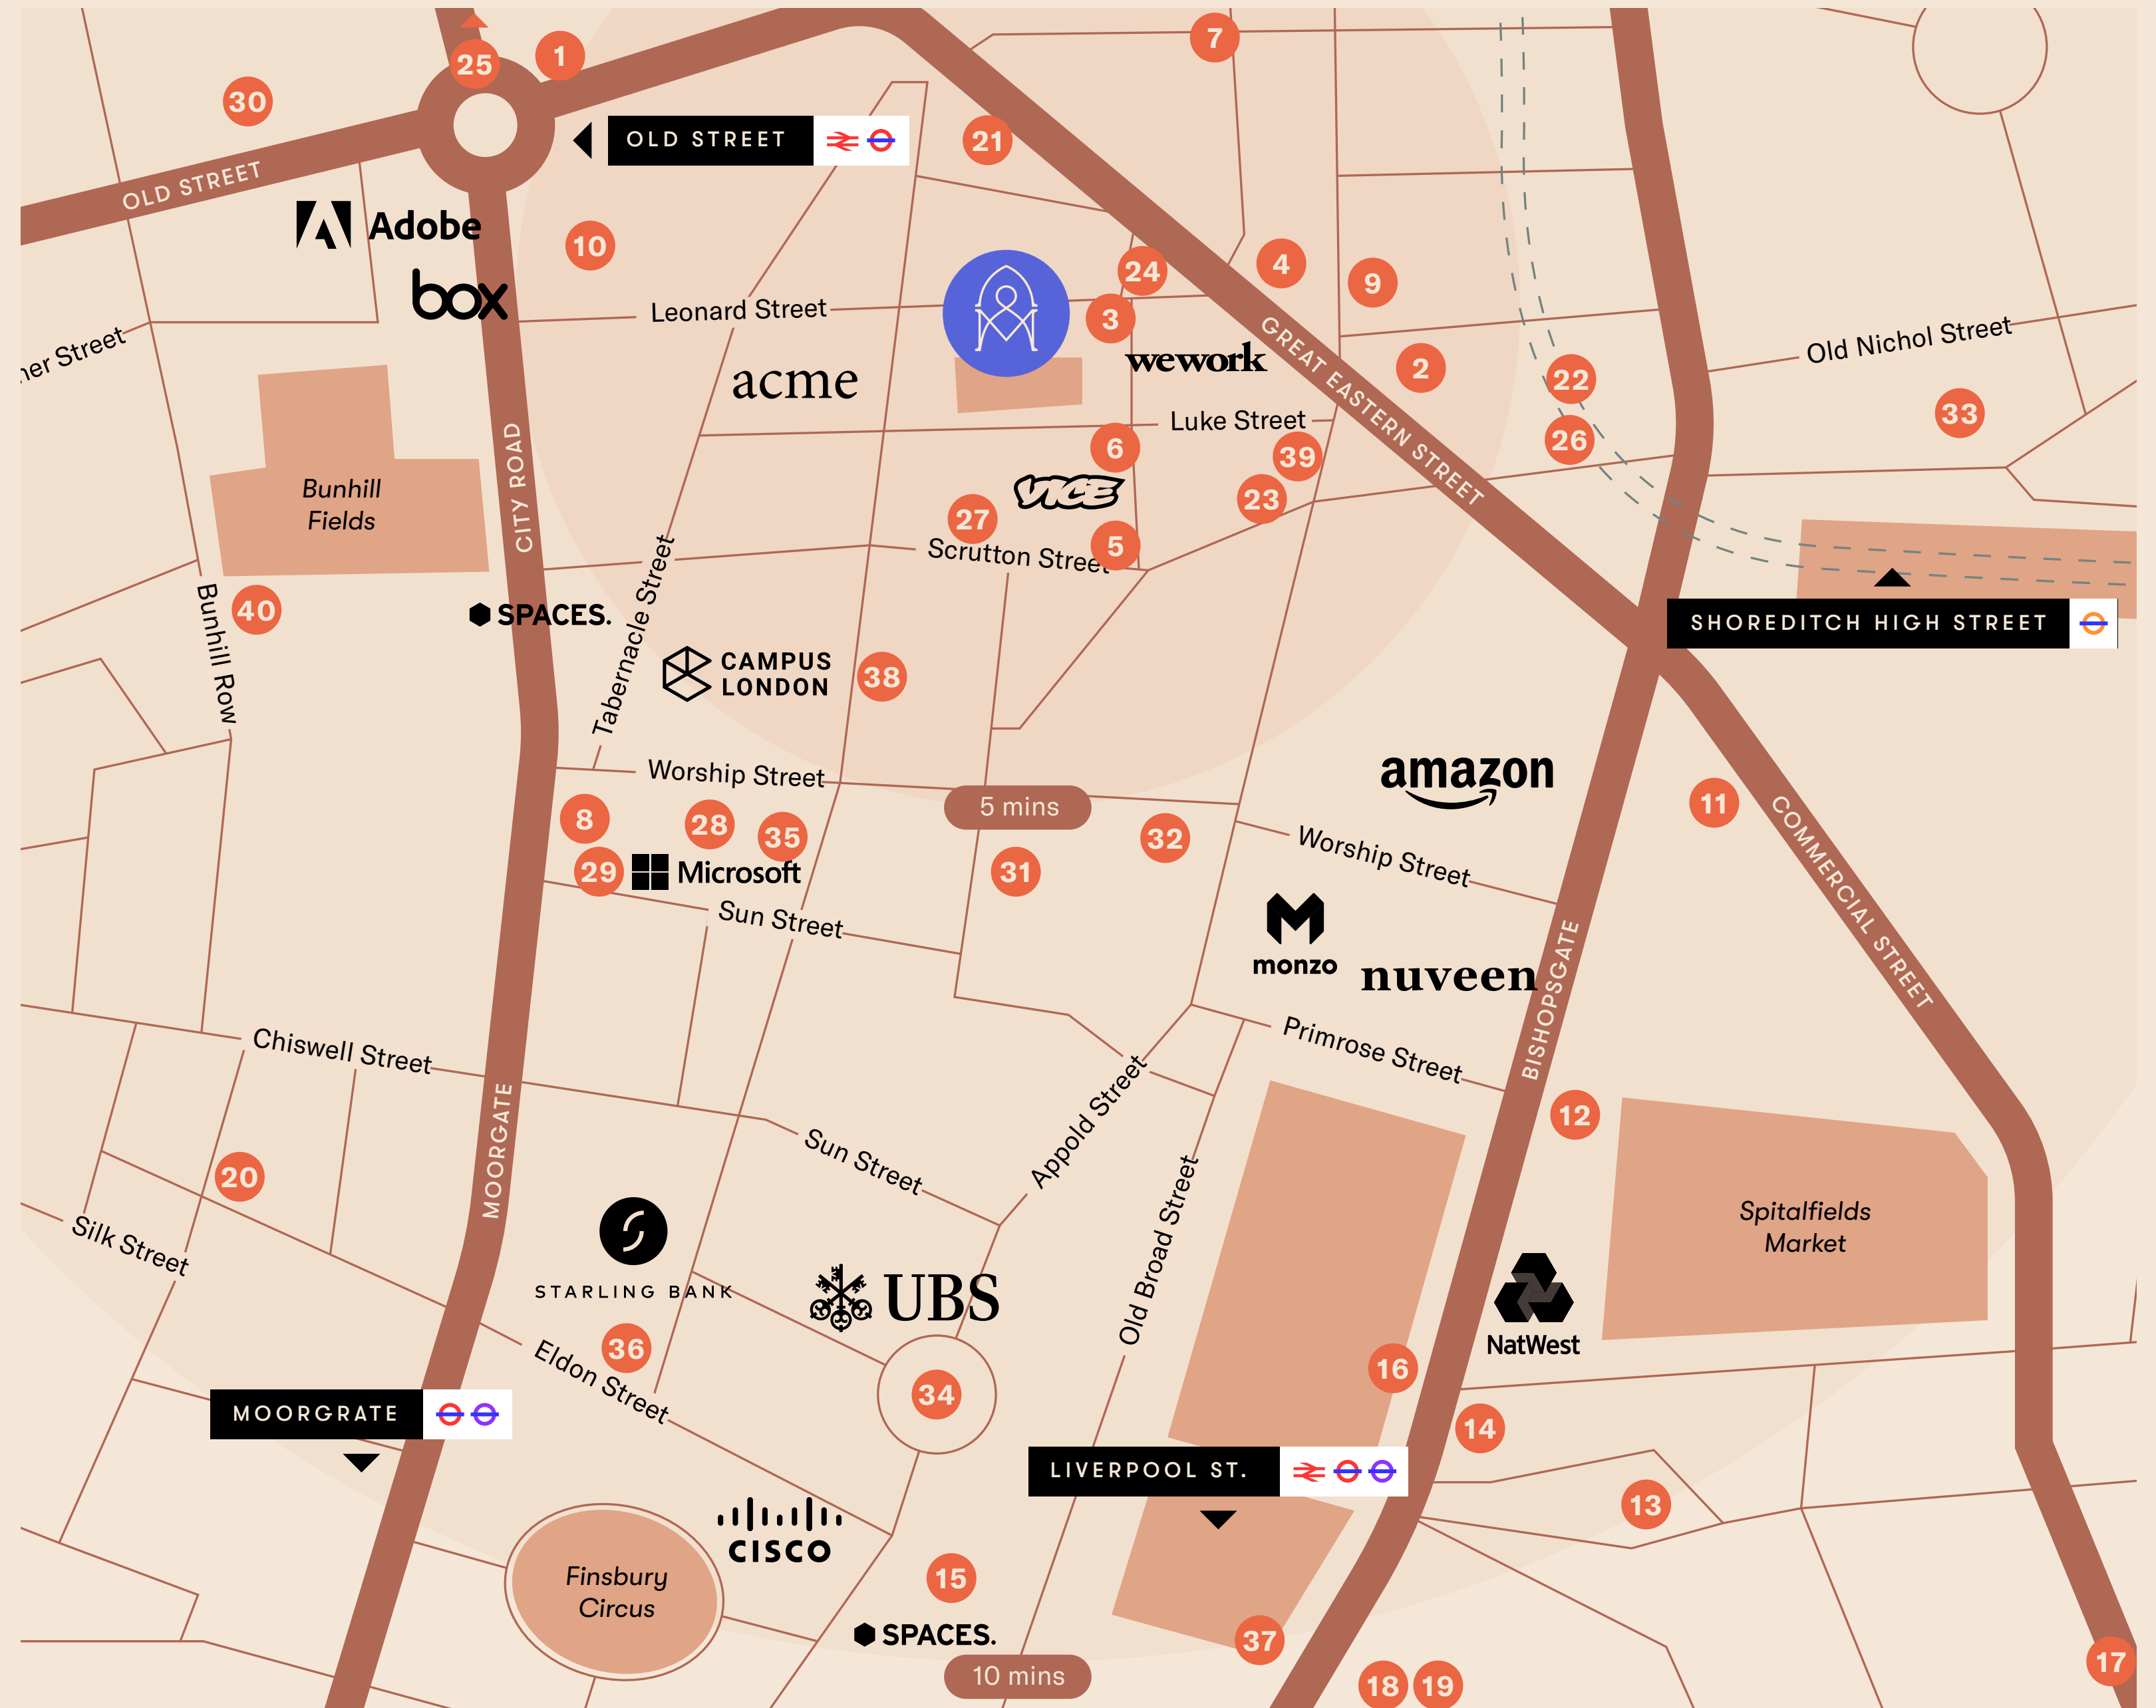 7
25
1
30
OLD STREET
21
OLD STREET
Adobe
10
box
24
4
9
Leonard Street
3
GREAT EASTERN STREET
wework
2
22
Old Nichol Street
ner Street
acme
Luke Street
33
26
6
39
CITY ROAD
Bunhill
Fields
VICE
23
27
5
Scrutton Street
40
Bunhill Row
SPACES.
Tabernacle Street
SHOREDITCH HIGH STREET
CAMPUS
LONDON
38
Worship Street
amazon
5 mins
11
COMMERCIAL STREET
8
28
35
32
Worship Street
29
Microsoft
31
Sun Street
monzo
nuveen
BISHOPSGATE
Chiswell Street
Primrose Street
MOORGATE
Appold Street
12
20
Sun Street
Silk Street
Old Broad Street
Spitalfields
Market
STARLING BANK
UBS
NatWest
36
Eldon Street
16
34
MOORGRATE
14
LIVERPOOL ST.
13
CISCO
Finsbury
Circus
15
SPACES.
37
17
10 mins
18
19